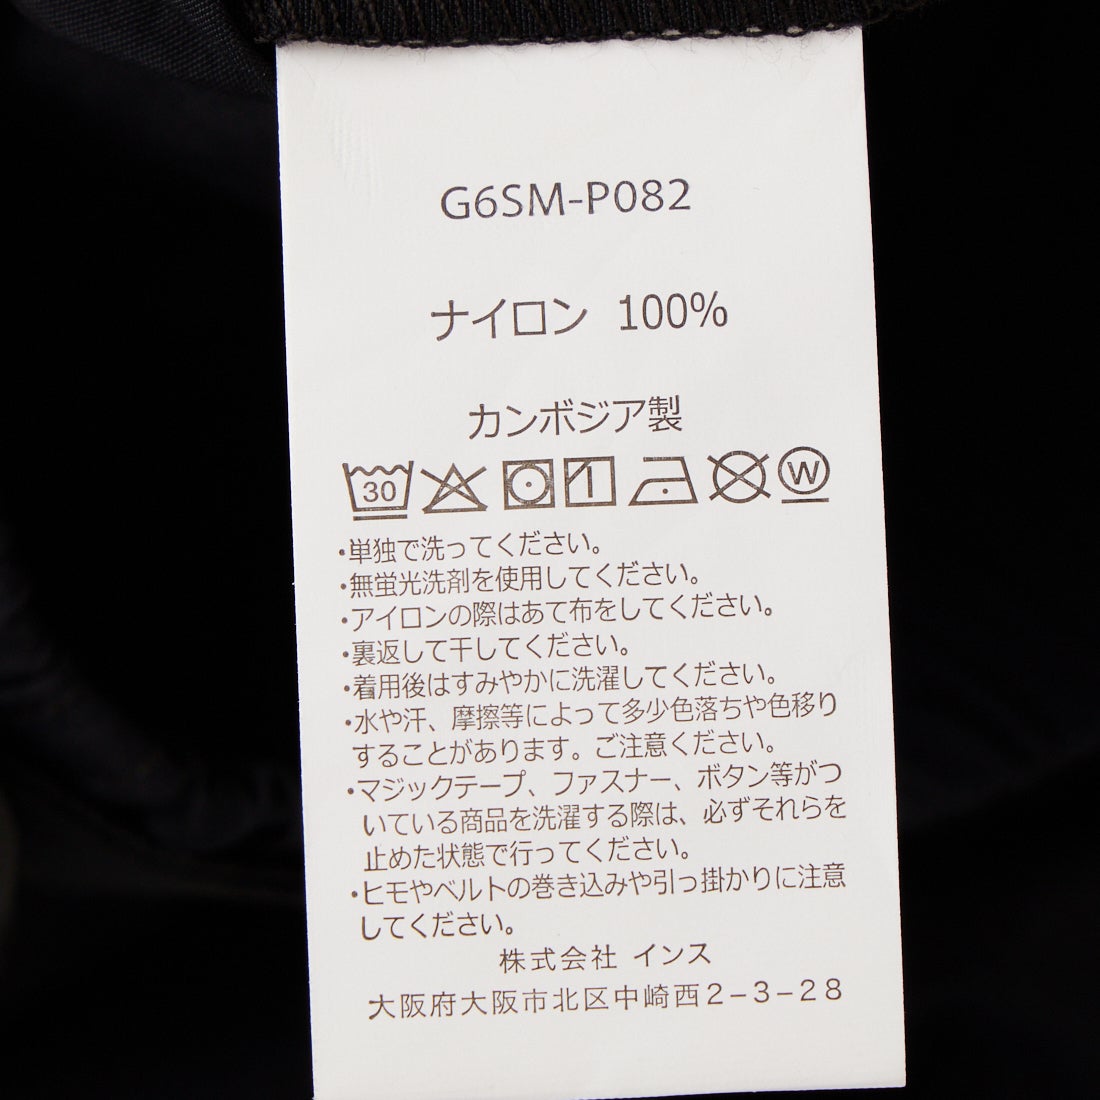 G6SM-P082
ナイロン 100%
カンボジア製
30 W
・単独で洗ってください。
・無蛍光洗剤を使用してください。
・アイロンの際はあて布をしてください。
・裏返して干してください。
・着用後はすみやかに洗濯してください。
・水や汗、摩擦等によって多少色落ちや色移り
することがあります。ご注意ください。
・マジックテープ、ファスナー、ボタン等がつ
いている商品を洗濯する際は、必ずそれらを
止めた状態で行ってください。
・ヒモやベルトの巻き込みや引っ掛かりに注意
してください。
株式会社 インス
大阪府大阪市北区中崎西2-3-28